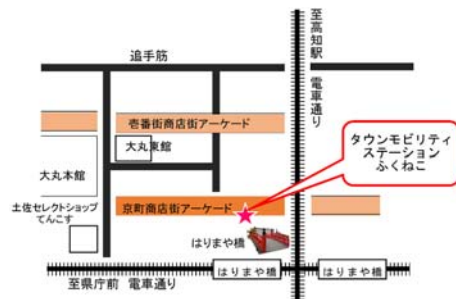 至高知駅
電車通り
追手筋
壱番街商店街アーケード
大丸東館
タウンモビリティ
ステーション
ふくねこ
大丸本館
京町商店街アーケード
土佐セレクトショップ
てんこす
はりまや橋
はりまや橋
はりまや橋
至県庁前 電車通り